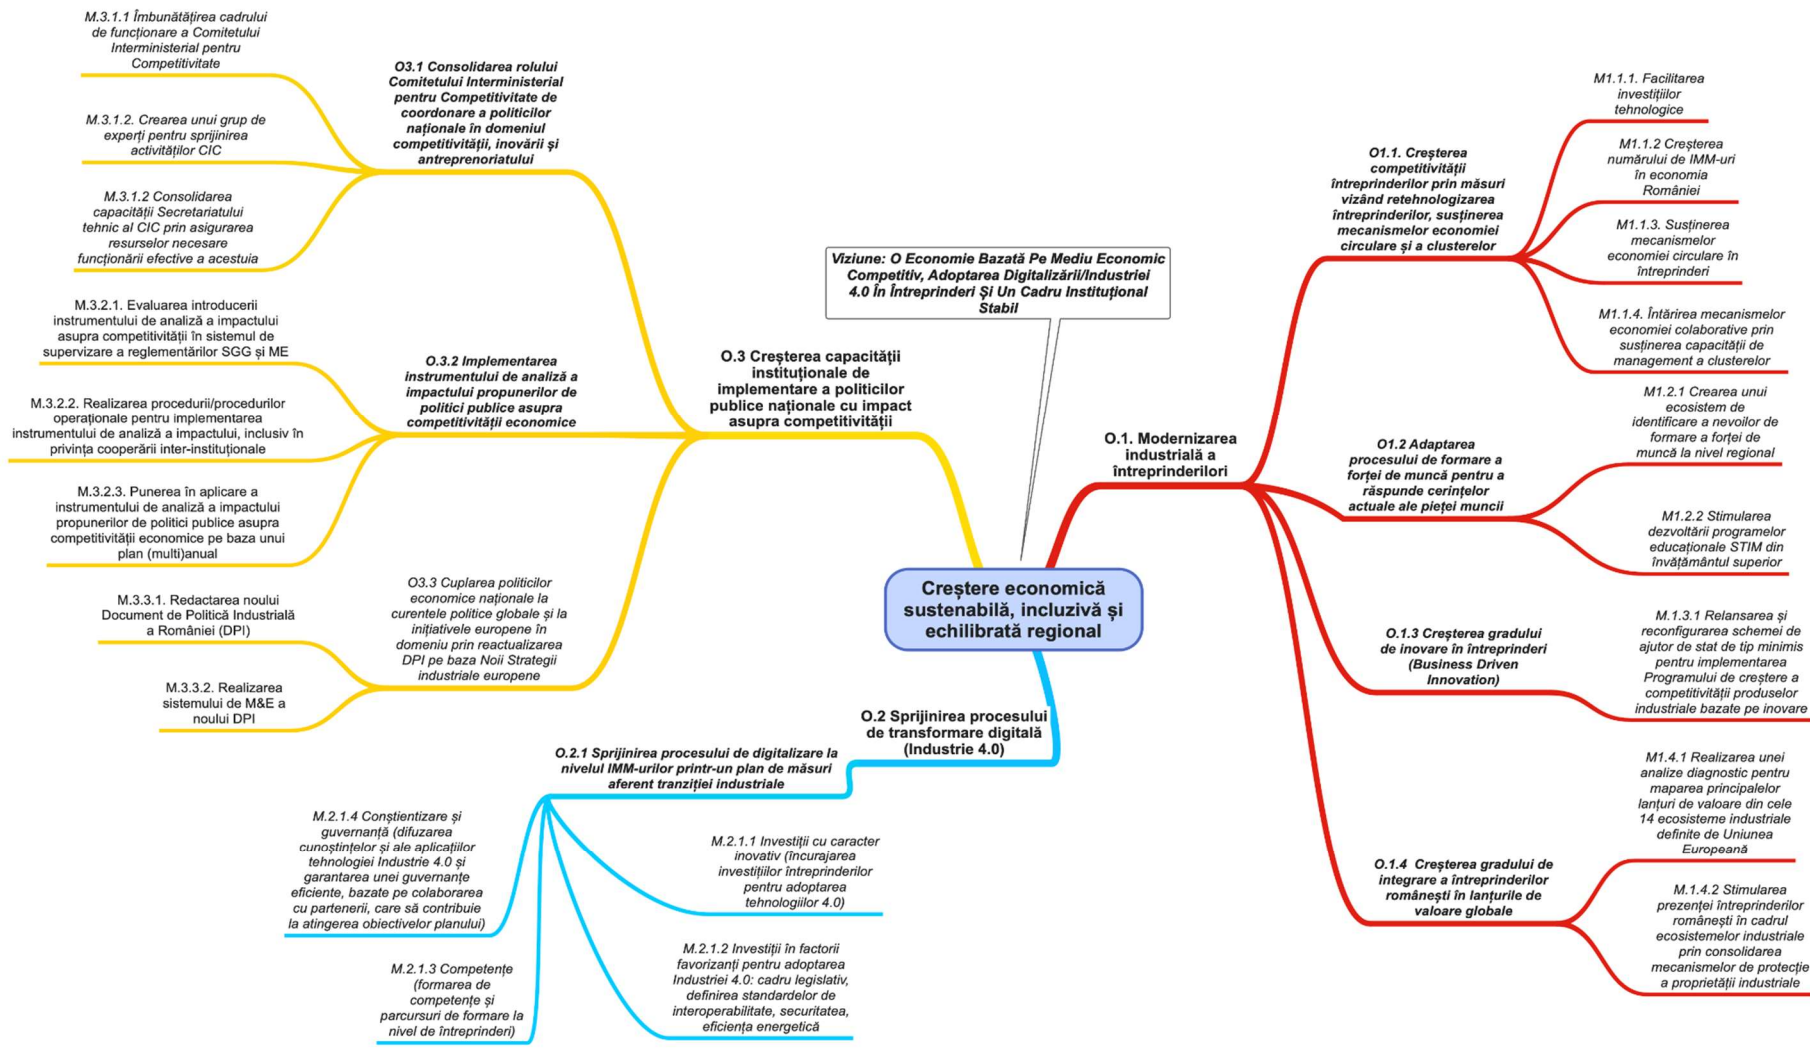 M.3.1.1 Îmbunătățirea cadrului
de funcționare a Comitetului
Interministerial pentru
Competitivitate
M.3.1.2. Crearea unui grup de
experți pentru sprijinirea
activităților CIC
M.3.1.2 Consolidarea
capacității Secretariatului
tehnic al CIC prin asigurarea
resurselor necesare
funcționării efective a acestuia
O3.1 Consolidarea rolului
Comitetului Interministerial
pentru Competitivitate de
coordonare a politicilor
naționale în domeniul
competitivității, inovării și
antreprenoriatului
M.3.2.1. Evaluarea introducerii
instrumentului de analiză a impactului
asupra competitivității în sistemul de
supervizare a reglementărilor SGG și ME
M.3.2.2. Realizarea procedurii/procedurilor
operaționale pentru implementarea
instrumentului de analiză a impactului, inclusiv în
privința cooperării inter-instituționale
M.3.2.3. Punerea în aplicare a
instrumentului de analiză a impactului
propunerilor de politici publice asupra
competitivității economice pe baza unui
plan (multi)anual
O.3.2 Implementarea
instrumentului de analiză a
impactului propunerilor de
politici publice asupra
competitivității economice
M.3.3.1. Redactarea noului
Document de Politică Industrială
a României (DPI)
M.3.3.2. Realizarea
sistemului de M&E a
noului DPI
O3.3 Cuplarea politicilor
economice naționale la
curentele politice globale și la
inițiativele europene în
domeniu prin reactualizarea
DPI pe baza Noii Strategii
industriale europene
O.3 Creșterea capacității
instituționale de
implementare a politicilor
publice naționale cu impact
asupra competitivității
Viziune: O Economie Bazată Pe Mediu Economic
Competitiv, Adoptarea Digitalizării/Industriei
4.0 În Întreprinderi Și Un Cadru Instituțional
Stabil
Creștere economică
sustenabilă, incluzivă și
echilibrată regional
O.1. Modernizarea
industrială a
întreprinderilori
O1.1. Creșterea
competitivității
întreprinderilor prin măsuri
vizând retehnologizarea
întreprinderilor, susținerea
mecanismelor economiei
circulare și a clusterelor
M1.1.1. Facilitarea
investițiilor
tehnologice
M1.1.2 Creșterea
numărului de IMM-uri
în economia
României
M1.1.3. Susținerea
mecanismelor
economiei circulare în
întreprinderi
M1.1.4. Întărirea mecanismelor
economiei colaborative prin
susținerea capacității de
management a clusterelor
O1.2 Adaptarea
procesului de formare a
forței de muncă pentru a
răspunde cerințelor
actuale ale pieței muncii
M1.2.1 Crearea unui
ecosistem de
identificare a nevoilor de
formare a forței de
muncă la nivel regional
M1.2.2 Stimularea
dezvoltării programelor
educaționale STIM din
învățământul superior
O.1.3 Creșterea gradului
de inovare în întreprinderi
(Business Driven
Innovation)
M.1.3.1 Relansarea și
reconfigurarea schemei de
ajutor de stat de tip minimis
pentru implementarea
Programului de creștere a
competitivității produselor
industriale bazate pe inovare
O.1.4 Creșterea gradului de
integrare a întreprinderilor
românești în lanțurile de
valoare globale
M1.4.1 Realizarea unei
analize diagnostic pentru
maparea principalelor
lanțuri de valoare din cele
14 ecosisteme industriale
definite de Uniunea
Europeană
M.1.4.2 Stimularea
prezenței întreprinderilor
românești în cadrul
ecosistemelor industriale
prin consolidarea
mecanismelor de protecție
a proprietății industriale
O.2 Sprijinirea procesului
de transformare digitală
(Industrie 4.0)
O.2.1 Sprijinirea procesului de digitalizare la
nivelul IMM-urilor printr-un plan de măsuri
aferent tranziției industriale
M.2.1.4 Conștientizare și
guvernanță (difuzarea
cunoștințelor și ale aplicațiilor
tehnologiei Industrie 4.0 și
garantarea unei guvernanțe
eficiente, bazate pe colaborarea
cu partenerii, care să contribuie
la atingerea obiectivelor planului)
M.2.1.3 Competențe
(formarea de
competențe și
parcursuri de formare la
nivel de întreprinderi)
M.2.1.1 Investiții cu caracter
inovativ (încurajarea
investițiilor întreprinderilor
pentru adoptarea
tehnologiilor 4.0)
M.2.1.2 Investiții în factorii
favorizanți pentru adoptarea
Industriei 4.0: cadru legislativ,
definirea standardelor de
interoperabilitate, securitatea,
eficiența energetică